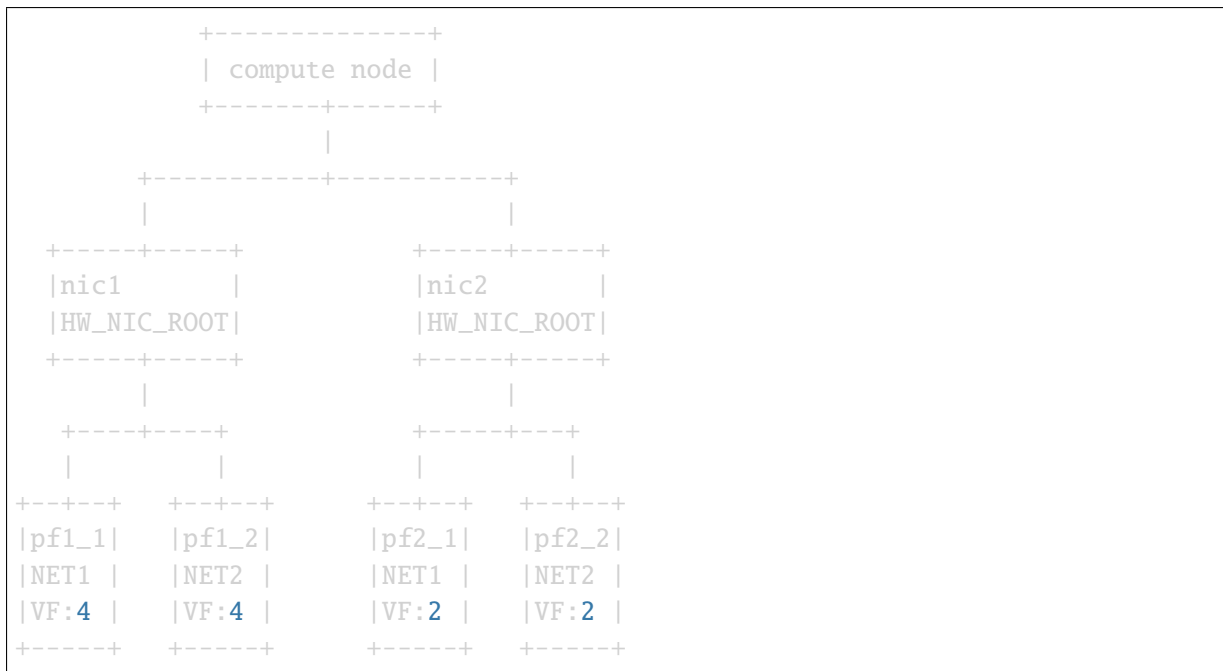 +--------------+
| compute node |
+-------+------+
|
+-----------+-----------+
| |
+-----+-----+ +-----+-----+
|nic1 | |nic2 |
|HW_NIC_ROOT| |HW_NIC_ROOT|
+-----+-----+ +-----+-----+
| |
+----+----+ +-----+---+
| | | |
+--+--+ +--+--+ +--+--+ +--+--+
|pf1_1| |pf1_2| |pf2_1| |pf2_2|
|NET1 | |NET2 | |NET1 | |NET2 |
|VF:4 | |VF:4 | |VF:2 | |VF:2 |
+-----+ +-----+ +-----+ +-----+